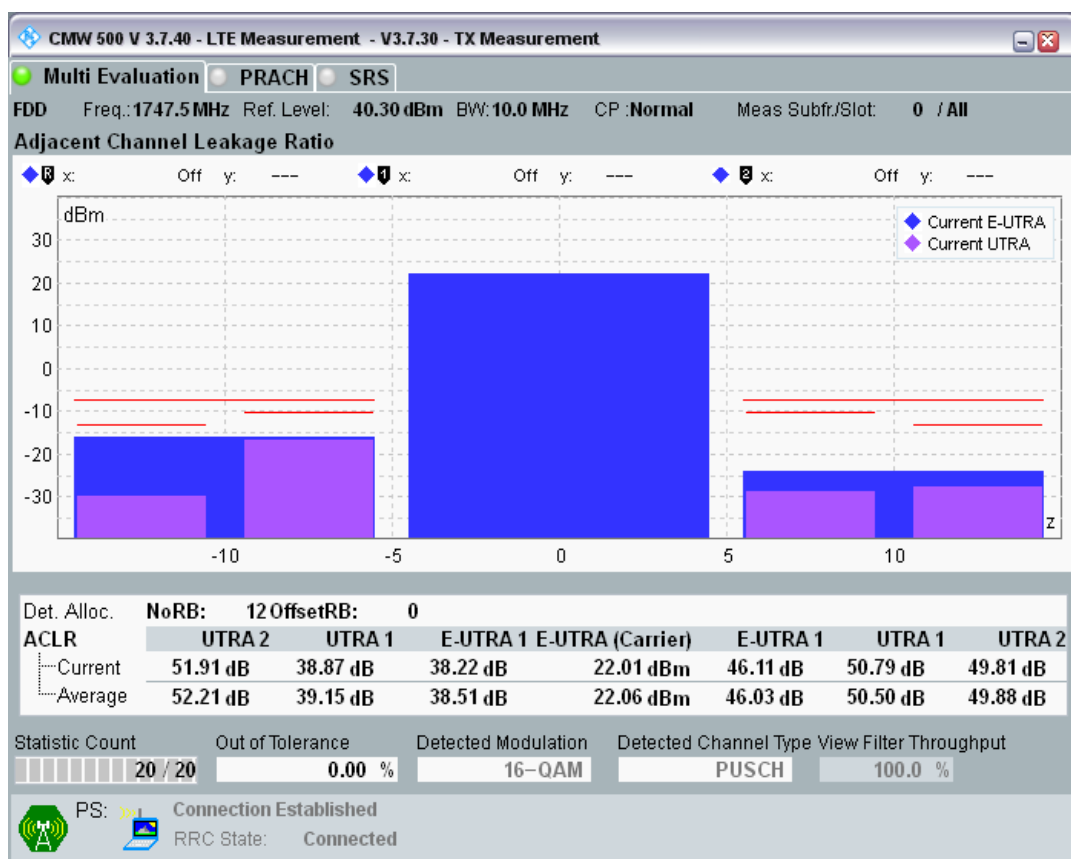 CMW 500 V 3.7.40 - LTE Measurement - V3.7.30 - TX Measurement
Multi Evaluation PRACH SRS
FDD Freq.: 1747.5 MHz Ref. Level: 40.30 dBm BW: 10.0 MHz CP :Normal Meas Subfr./Slot: 0 / All
Adjacent Channel Leakage Ratio
R x: Off y: --- 1 x: Off y: --- 2 x: Off y: ---
dBm
Current E-UTRA
Current UTRA
30
20
10
0
-10
-20
-30
z
-10 -5 0 5 10
Det. Alloc. NoRB: 12 OffsetRB: 0
ACLR UTRA 2 UTRA 1 E-UTRA 1 E-UTRA (Carrier) E-UTRA 1 UTRA 1 UTRA 2
Current 51.91 dB 38.87 dB 38.22 dB 22.01 dBm 46.11 dB 50.79 dB 49.81 dB
Average 52.21 dB 39.15 dB 38.51 dB 22.06 dBm 46.03 dB 50.50 dB 49.88 dB
Statistic Count Out of Tolerance Detected Modulation Detected Channel Type View Filter Throughput
20 / 20 0.00 % 16-QAM PUSCH 100.0 %
PS: Connection Established
RRC State: Connected